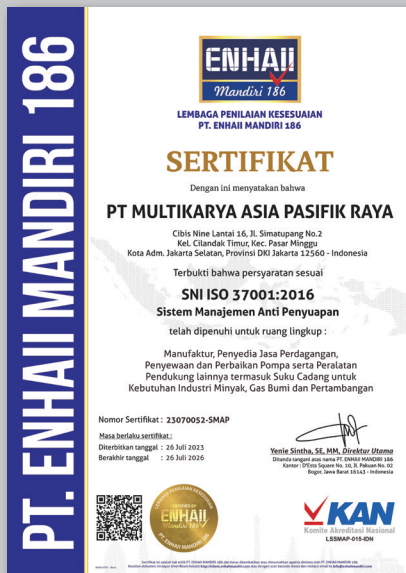 PT. ENHAII MANDIRI 186
ENHAII
Mandiri 186
LEMBAGA PENILAIAN KESESUAIAN
PT. ENHAII MANDIRI 186
SERTIFIKAT
Dengan ini menyatakan bahwa
PT MULTIKARYA ASIA PASIFIK RAYA
Cibis Nine Lantai 16, Jl. Simatupang No.2
Kel. Cilandak Timur, Kec. Pasar Minggu
Kota Adm. Jakarta Selatan, Provinsi DKI Jakarta 12560 - Indonesia
Terbukti bahwa persyaratan sesuai
SNI ISO 37001:2016
Sistem Manajemen Anti Penyuapan
telah dipenuhi untuk ruang lingkup :
Manufaktur, Penyedia Jasa Perdagangan,
Penyewaan dan Perbaikan Pompa serta Peralatan
Pendukung lainnya termasuk Suku Cadang untuk
Kebutuhan Industri Minyak, Gas Bumi dan Pertambangan
Nomor Sertifikat : 23070052-SMAP
Masa berlaku sertifikat :
Diterbitkan tanggal : 26 Juli 2023
Berakhir tanggal : 26 Juli 2026
Yenie Sintha, SE, MM, Direktur Utama
Ditanda tangani atas nama PT. ENHAII MANDIRI 186
Kantor : D'Esta Square No. 10, Jl. Pakuan No. 02
Bogor, Jawa Barat 16143 - Indonesia
ENHAII
Mandiri 186
PT. ENHAII MANDIRI 186
KAN
Komite Akreditasi Nasional
LSSMAP-015-IDN